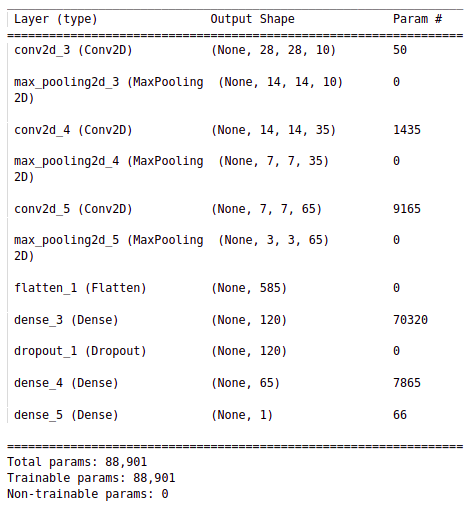 Layer (type) Output Shape Param #
conv2d_3 (Conv2D) (None, 28, 28, 10) 50
max_pooling2d_3 (MaxPooling (None, 14, 14, 10) 0
2D)
conv2d_4 (Conv2D) (None, 14, 14, 35) 1435
max_pooling2d_4 (MaxPooling (None, 7, 7, 35) 0
2D)
conv2d_5 (Conv2D) (None, 7, 7, 65) 9165
max_pooling2d_5 (MaxPooling (None, 3, 3, 65) 0
2D)
flatten_1 (Flatten) (None, 585) 0
dense_3 (Dense) (None, 120) 70320
dropout_1 (Dropout) (None, 120) 0
dense_4 (Dense) (None, 65) 7865
dense_5 (Dense) (None, 1) 66
Total params: 88,901
Trainable params: 88,901
Non-trainable params: 0